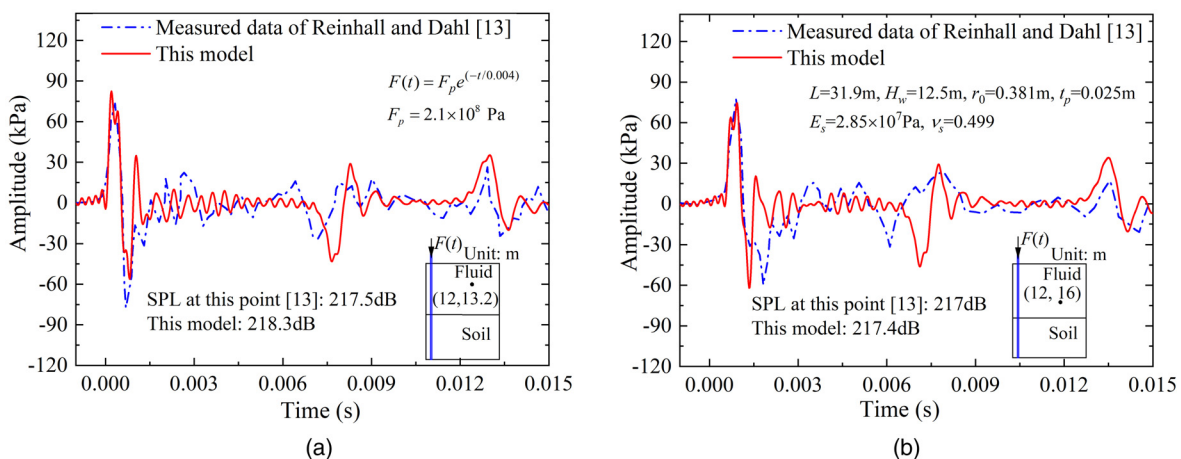 Measured data of Reinhall and Dahl [13]
This model
F(t) = F_p e^(−t/0.004)
F_p = 2.1×10^8 Pa
Amplitude (kPa)
120
90
60
30
0
-30
-60
-90
-120
F(t)
Unit: m
Fluid
(12,13.2)
Soil
SPL at this point [13]: 217.5dB
This model: 218.3dB
0.000 0.003 0.006 0.009 0.012 0.015
Time (s)
(a)
Measured data of Reinhall and Dahl [13]
This model
L=31.9m, H_w=12.5m, r_0=0.381m, t_p=0.025m
E_s=2.85×10^7Pa, ν_s=0.499
Amplitude (kPa)
120
90
60
30
0
-30
-60
-90
-120
F(t)
Unit: m
Fluid
(12, 16)
Soil
SPL at this point [13]: 217dB
This model: 217.4dB
0.000 0.003 0.006 0.009 0.012 0.015
Time (s)
(b)